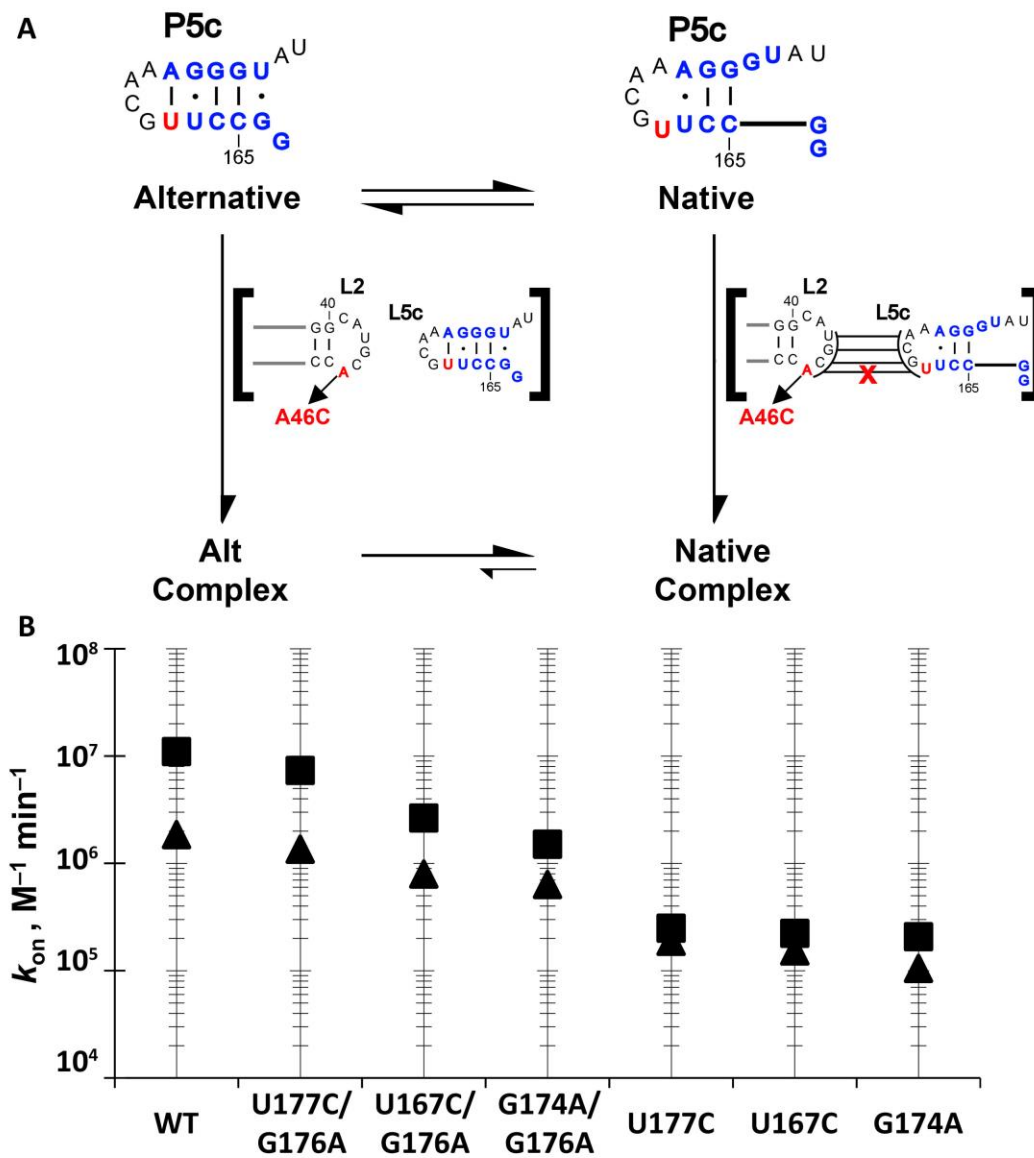 A
P5c
A A A G G G U A U
C
G U U C C G G
165
Alternative
P5c
A A A G G G U A U
C
G U U C C G G
165
Native
L2
40
G G C A U G C
C C A
A46C
L5c
A A A G G G U A U
C
G U U C C G G
165
L2
40
G G C A U G C
C C A
A46C
X
L5c
A A A G G G U A U
C
G U U C C G G
165
Alt
Complex
Native
Complex
B
kon , M−1 min−1
10^8
10^7
10^6
10^5
10^4
WT
U177C/
G176A
U167C/
G176A
G174A/
G176A
U177C
U167C
G174A